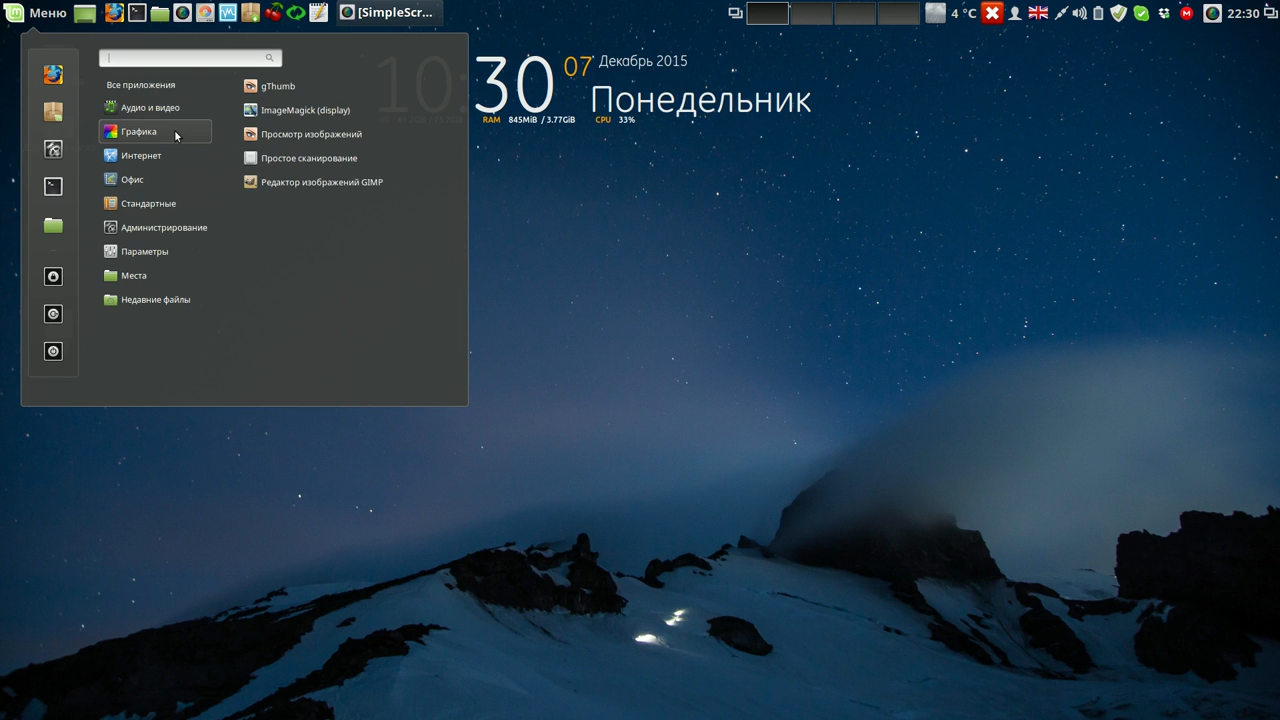 Меню
[SimpleScr...
4 °C
22:30
Все приложения
Аудио и видео
Графика
Интернет
Офис
Стандартные
Администрирование
Параметры
Места
Недавние файлы
gThumb
ImageMagick (display)
Просмотр изображений
Простое сканирование
Редактор изображений GIMP
10:30
07 Декабрь 2015
Понедельник
RAM 845MiB / 3.77GiB CPU 33%